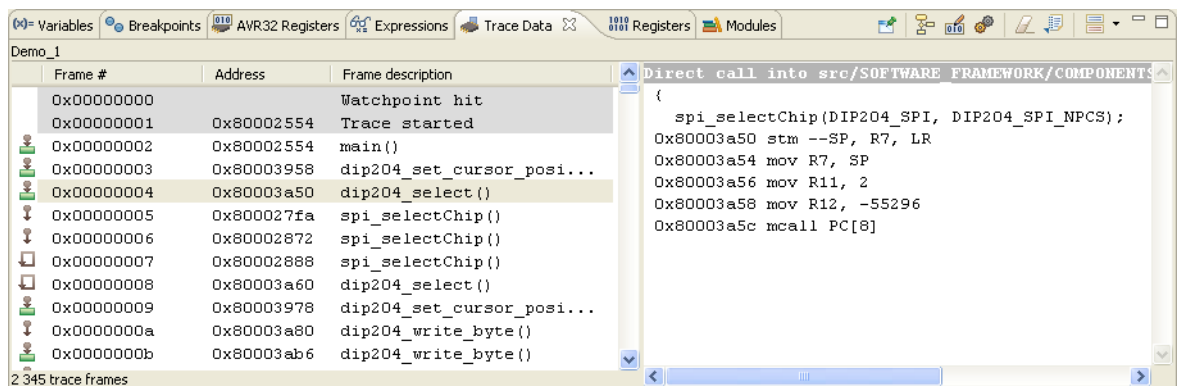 (x)= Variables Breakpoints AVR32 Registers Expressions Trace Data Registers Modules
Demo_1
Frame # Address Frame description
0x00000000 Watchpoint hit
0x00000001 0x80002554 Trace started
0x00000002 0x80002554 main()
0x00000003 0x80003958 dip204_set_cursor_posi...
0x00000004 0x80003a50 dip204_select()
0x00000005 0x800027fa spi_selectChip()
0x00000006 0x80002872 spi_selectChip()
0x00000007 0x80002888 spi_selectChip()
0x00000008 0x80003a60 dip204_select()
0x00000009 0x80003978 dip204_set_cursor_posi...
0x0000000a 0x80003a80 dip204_write_byte()
0x0000000b 0x80003ab6 dip204_write_byte()
2 345 trace frames
Direct call into src/SOFTWARE_FRAMEWORK/COMPONENTS
{
spi_selectChip(DIP204_SPI, DIP204_SPI_NPCS);
0x80003a50 stm --SP, R7, LR
0x80003a54 mov R7, SP
0x80003a56 mov R11, 2
0x80003a58 mov R12, -55296
0x80003a5c mcall PC[8]